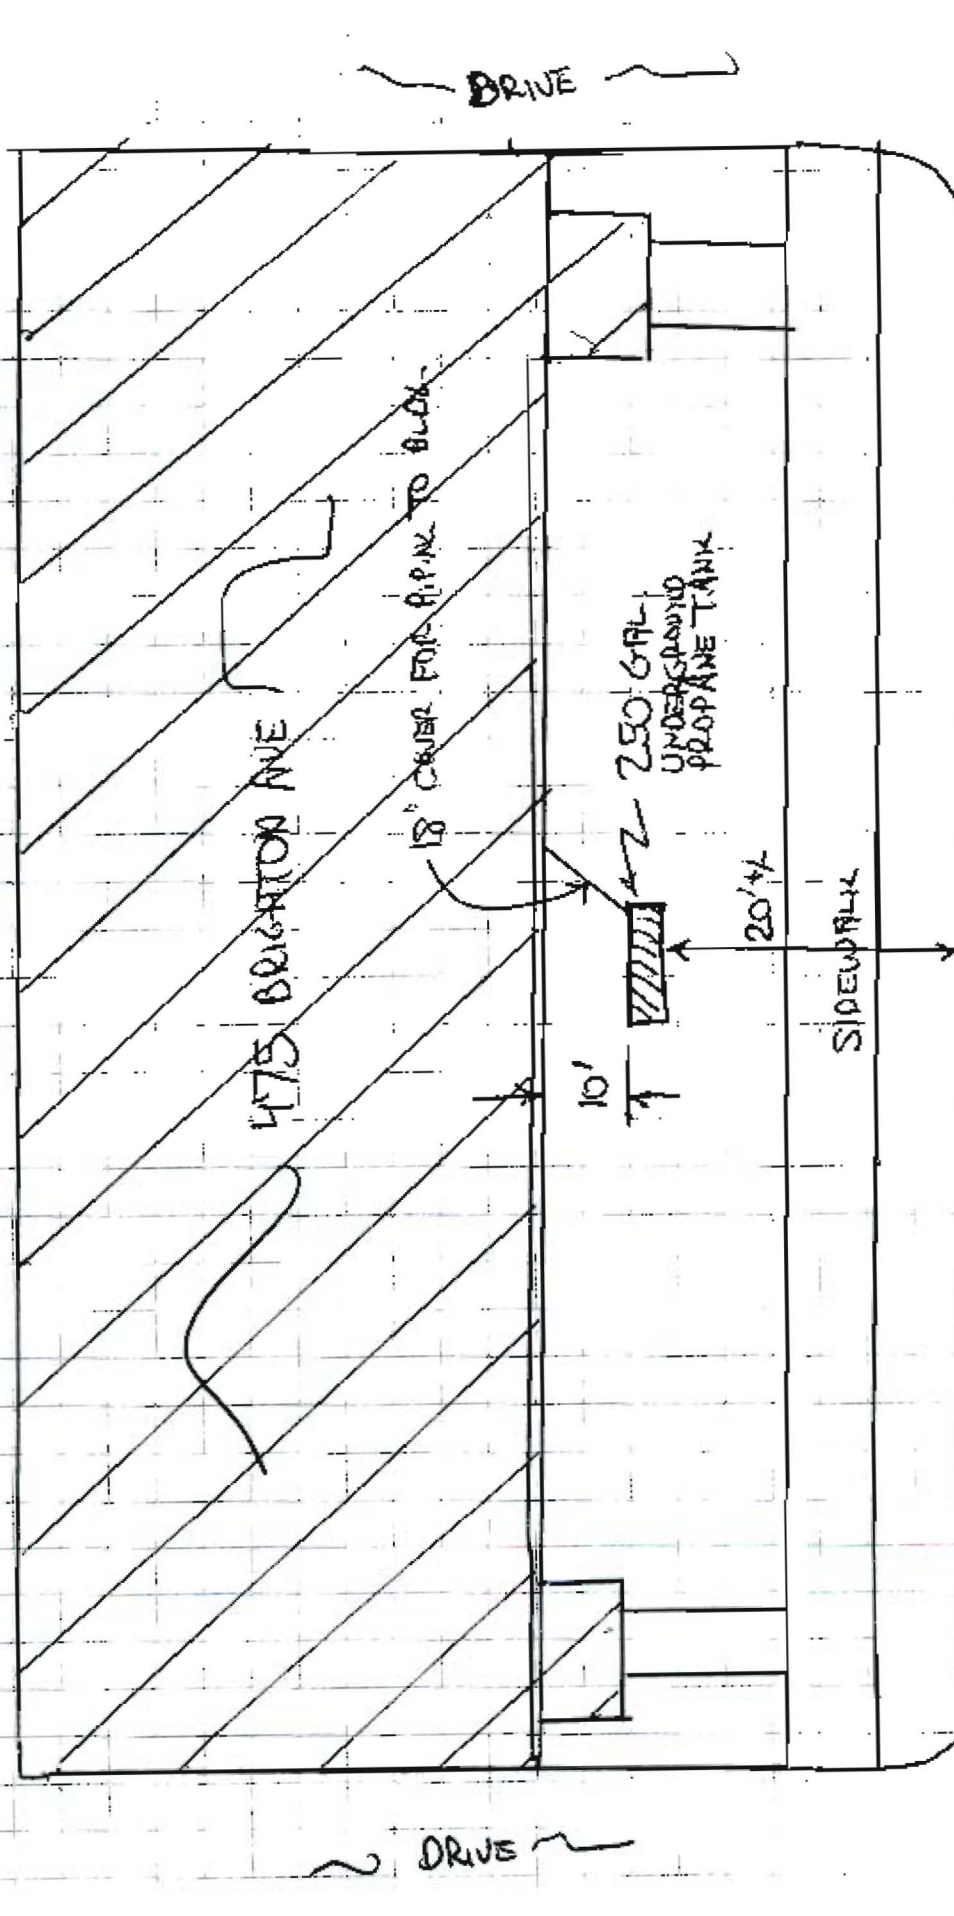 DRIVE
475 BRIGHTON AVE
18" COVER FOR PIPING TO BLDG.
250 GAL
UNDERGROUND
PROPANE TANK
10'
20'+/-
SIDEWALK
DRIVE